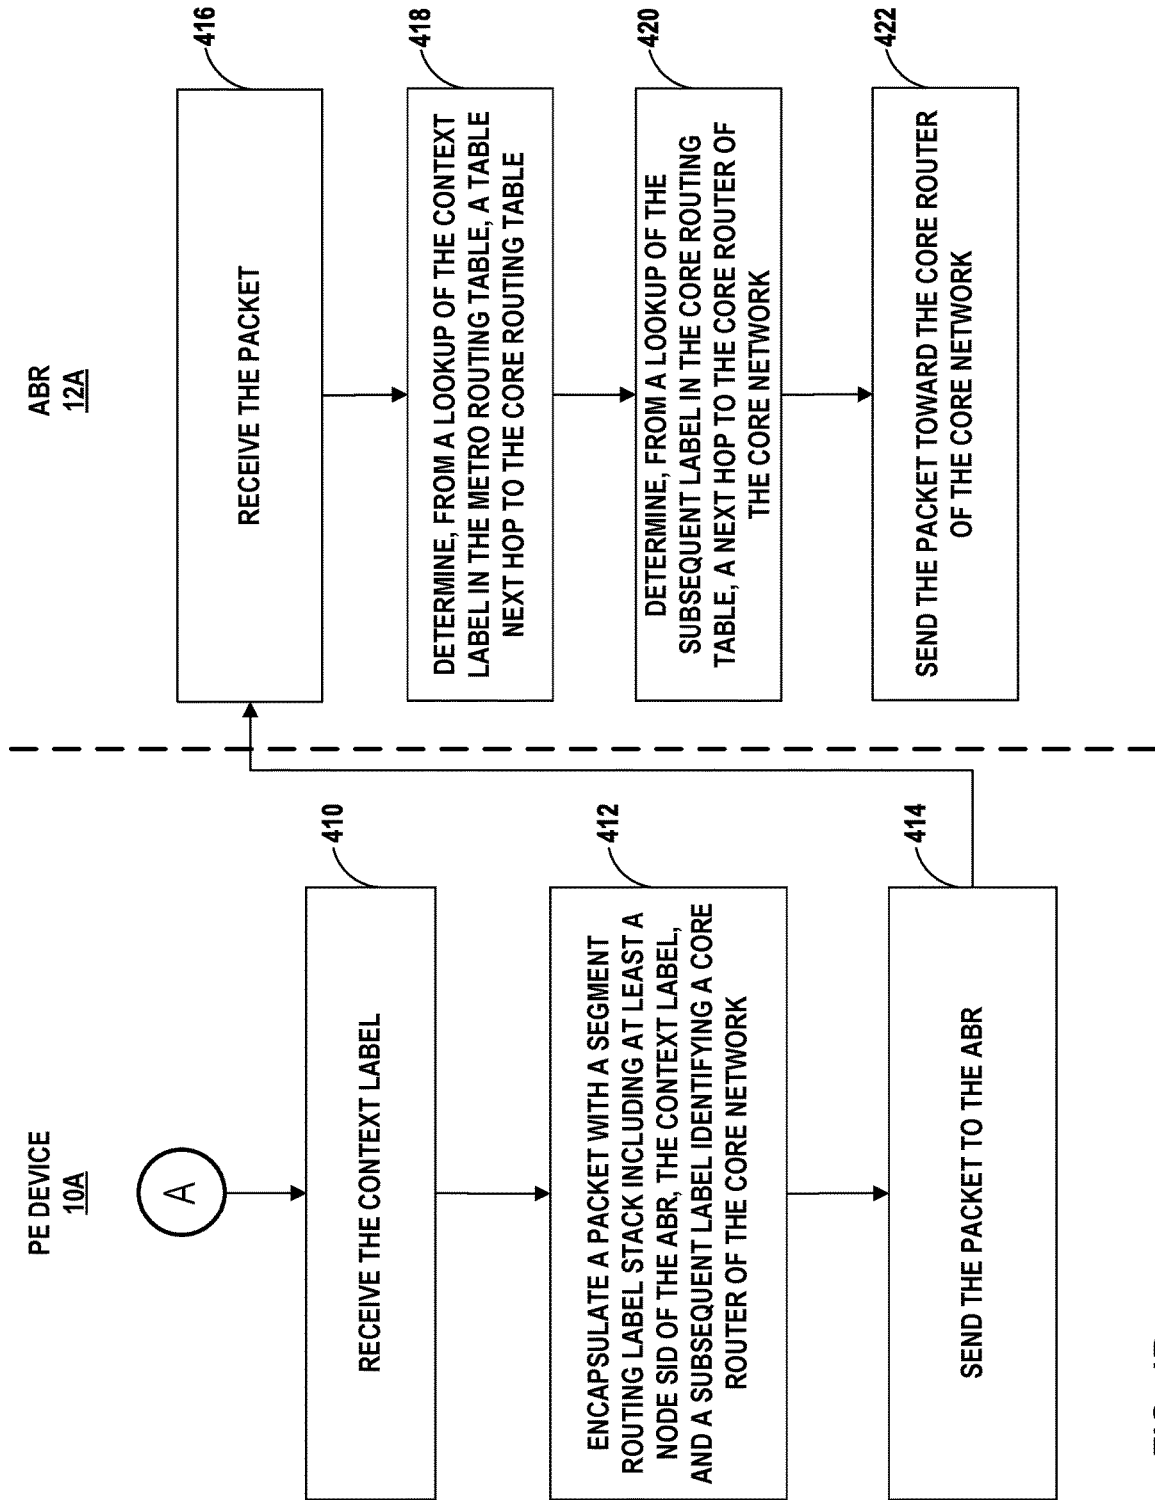 PE DEVICE
10A
A
RECEIVE THE CONTEXT LABEL
410
ENCAPSULATE A PACKET WITH A SEGMENT
ROUTING LABEL STACK INCLUDING AT LEAST A
NODE SID OF THE ABR, THE CONTEXT LABEL,
AND A SUBSEQUENT LABEL IDENTIFYING A CORE
ROUTER OF THE CORE NETWORK
412
SEND THE PACKET TO THE ABR
414
ABR
12A
RECEIVE THE PACKET
416
DETERMINE, FROM A LOOKUP OF THE CONTEXT
LABEL IN THE METRO ROUTING TABLE, A TABLE
NEXT HOP TO THE CORE ROUTING TABLE
418
DETERMINE, FROM A LOOKUP OF THE
SUBSEQUENT LABEL IN THE CORE ROUTING
TABLE, A NEXT HOP TO THE CORE ROUTER OF
THE CORE NETWORK
420
SEND THE PACKET TOWARD THE CORE ROUTER
OF THE CORE NETWORK
422